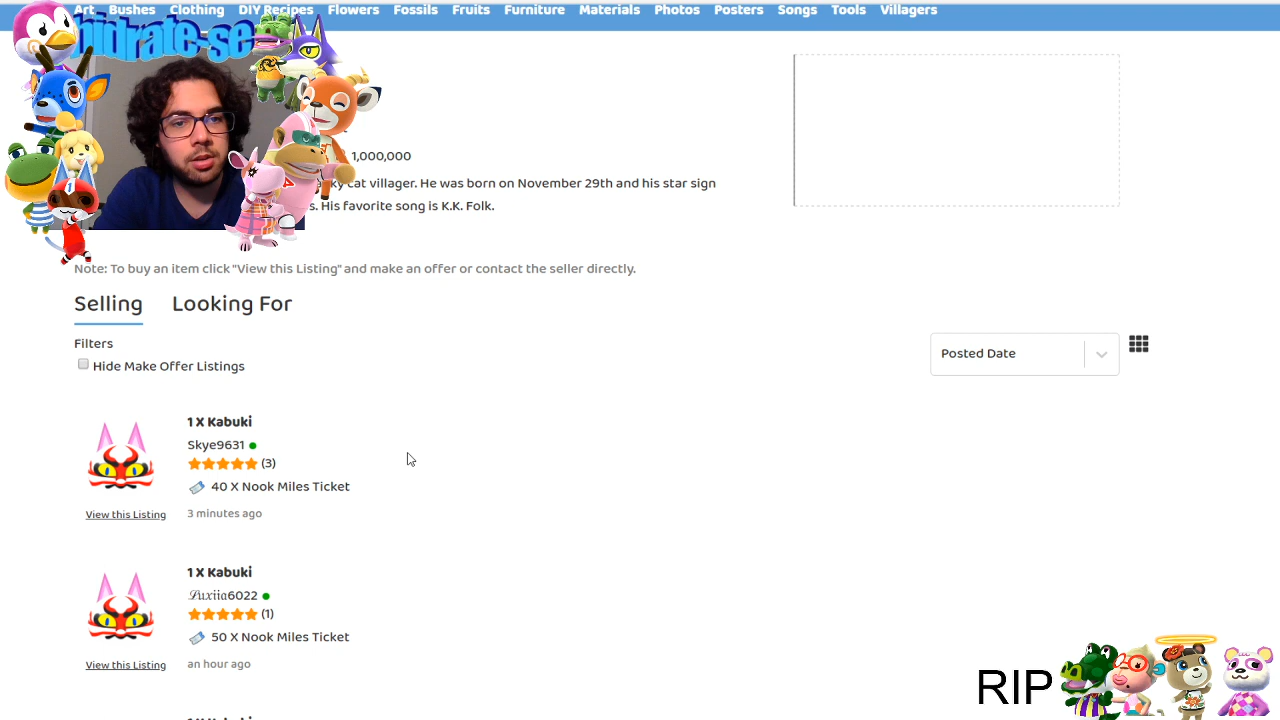 Art Bushes Clothing DIY Recipes Flowers Fossils Fruits Furniture Materials Photos Posters Songs Tools Villagers
hidrate-se
1,000,000
ky cat villager. He was born on November 29th and his star sign
s. His favorite song is K.K. Folk.
Note: To buy an item click "View this Listing" and make an offer or contact the seller directly.
Selling Looking For
Filters
Hide Make Offer Listings
Posted Date
1 X Kabuki
Skye9631
(3)
40 X Nook Miles Ticket
View this Listing 3 minutes ago
1 X Kabuki
ℒuxiia6022
(1)
50 X Nook Miles Ticket
View this Listing an hour ago
RIP